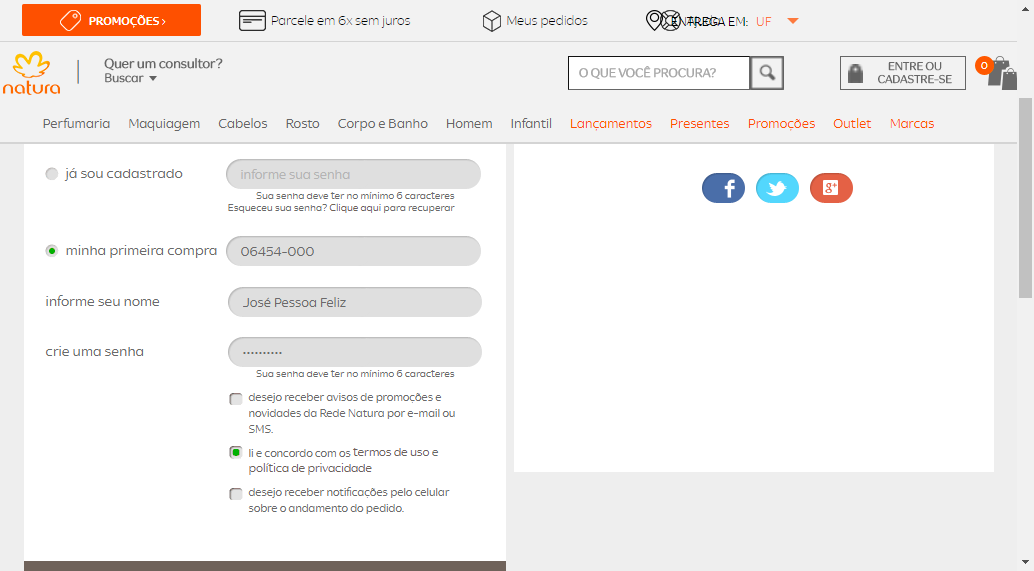 PROMOÇÕES ›
Parcele em 6x sem juros
Meus pedidos
ENTREGA EM: UF
natura
Quer um consultor?
Buscar
O QUE VOCÊ PROCURA?
ENTRE OU
CADASTRE-SE
0
Perfumaria Maquiagem Cabelos Rosto Corpo e Banho Homem Infantil Lançamentos Presentes Promoções Outlet Marcas
já sou cadastrado
informe sua senha
Sua senha deve ter no mínimo 6 caracteres
Esqueceu sua senha? Clique aqui para recuperar
minha primeira compra
06454-000
informe seu nome
José Pessoa Feliz
crie uma senha
••••••••••
Sua senha deve ter no mínimo 6 caracteres
desejo receber avisos de promoções e
novidades da Rede Natura por e-mail ou
SMS.
li e concordo com os termos de uso e
política de privacidade
desejo receber notificações pelo celular
sobre o andamento do pedido.
f
g+